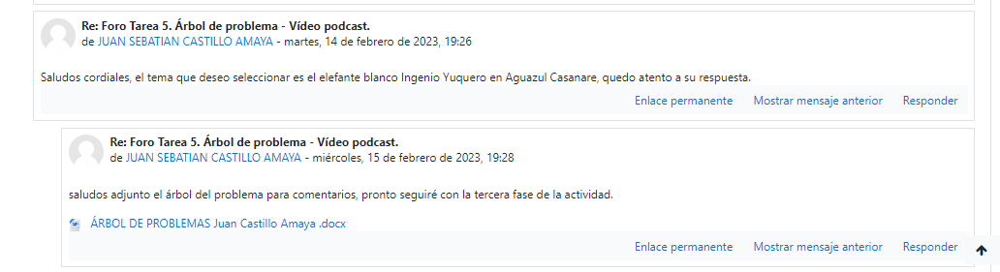 Re: Foro Tarea 5. Árbol de problema - Vídeo podcast.
de JUAN SEBATIAN CASTILLO AMAYA - martes, 14 de febrero de 2023, 19:26
Saludos cordiales, el tema que deseo seleccionar es el elefante blanco Ingenio Yuquero en Aguazul Casanare, quedo atento a su respuesta.
Enlace permanente Mostrar mensaje anterior Responder
Re: Foro Tarea 5. Árbol de problema - Vídeo podcast.
de JUAN SEBATIAN CASTILLO AMAYA - miércoles, 15 de febrero de 2023, 19:28
saludos adjunto el árbol del problema para comentarios, pronto seguiré con la tercera fase de la actividad.
ÁRBOL DE PROBLEMAS Juan Castillo Amaya .docx
Enlace permanente Mostrar mensaje anterior Responder